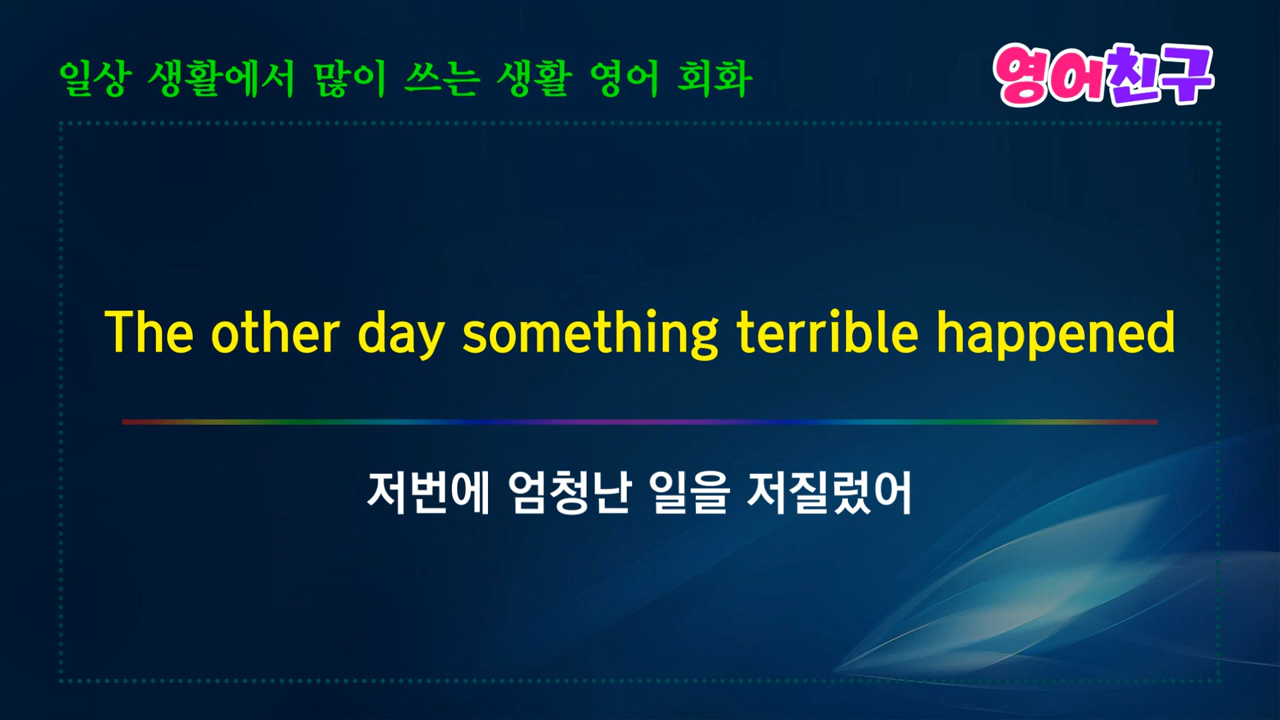 일상 생활에서 많이 쓰는 생활 영어 회화
영어친구
The other day something terrible happened
저번에 엄청난 일을 저질렀어